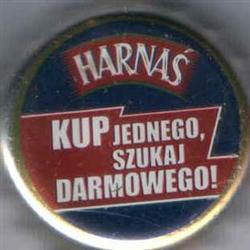 HARNAŚ
KUP JEDNEGO,
SZUKAJ
DARMOWEGO!